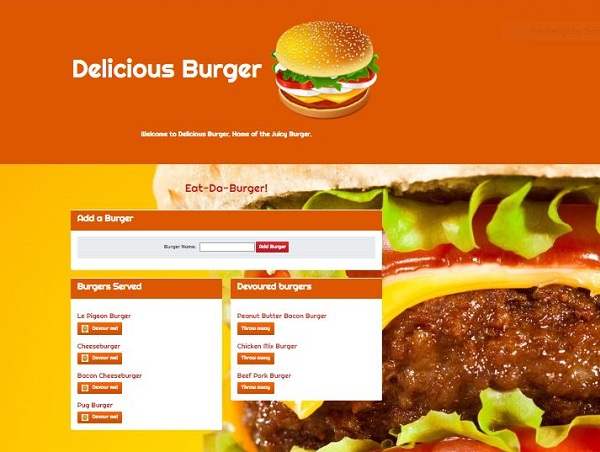 Delicious Burger
Welcome to Delicious Burger. Home of the Juicy Burger.
Eat-Da-Burger!
Add a Burger
Burger Name:
Add Burger
Burgers Served
Le Pigeon Burger
Devour me!
Cheeseburger
Devour me!
Bacon Cheeseburger
Devour me!
Pug Burger
Devour me!
Devoured burgers
Peanut Butter Bacon Burger
Throw away
Chicken Mix Burger
Throw away
Beef Pork Burger
Throw away